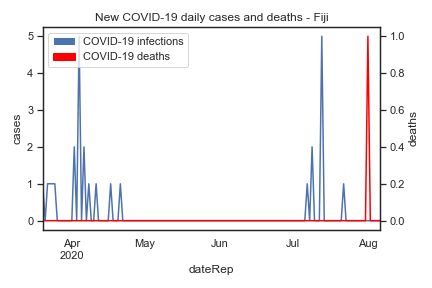 New COVID-19 daily cases and deaths - Fiji
COVID-19 infections
COVID-19 deaths
5
4
3
2
1
0
cases
1.0
0.8
0.6
0.4
0.2
0.0
deaths
Apr
2020
May
Jun
Jul
Aug
dateRep